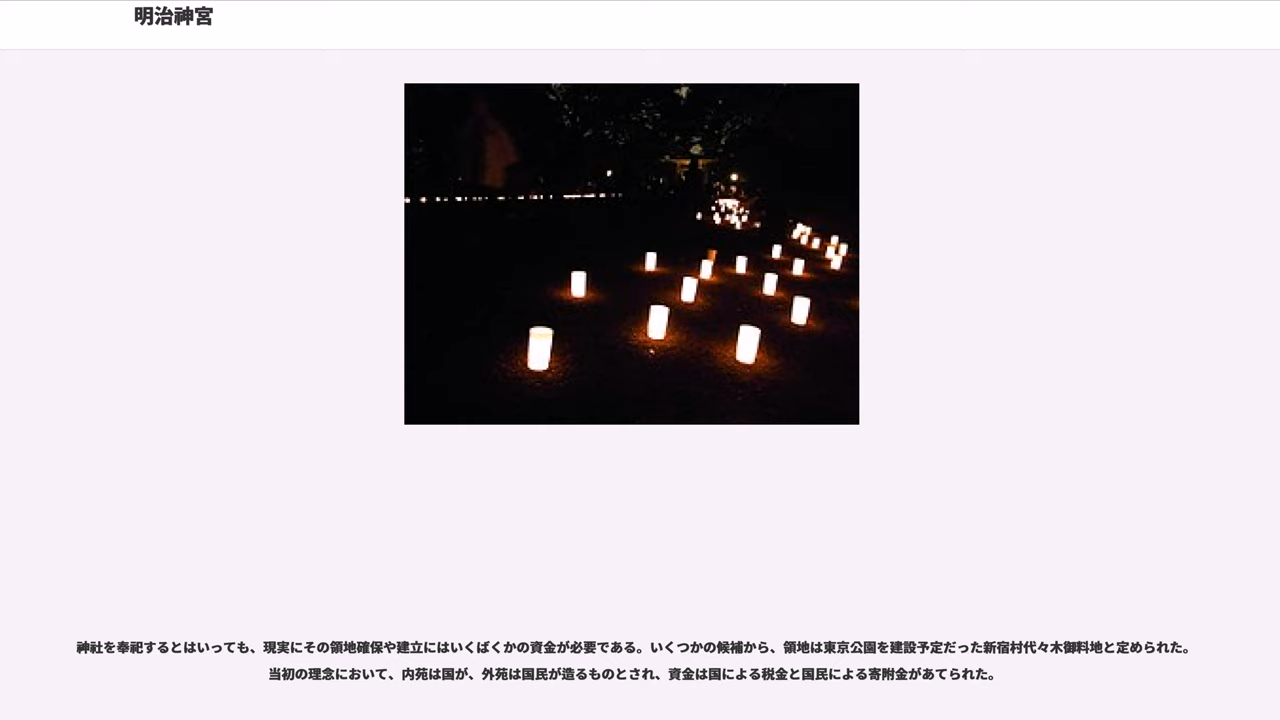 明治神宮
神社を奉祀するとはいっても、現実にその領地確保や建立にはいくばくかの資金が必要である。いくつかの候補から、領地は東京公園を建設予定だった新宿村代々木御料地と定められた。
当初の理念において、内苑は国が、外苑は国民が造るものとされ、資金は国による税金と国民による寄附金があてられた。